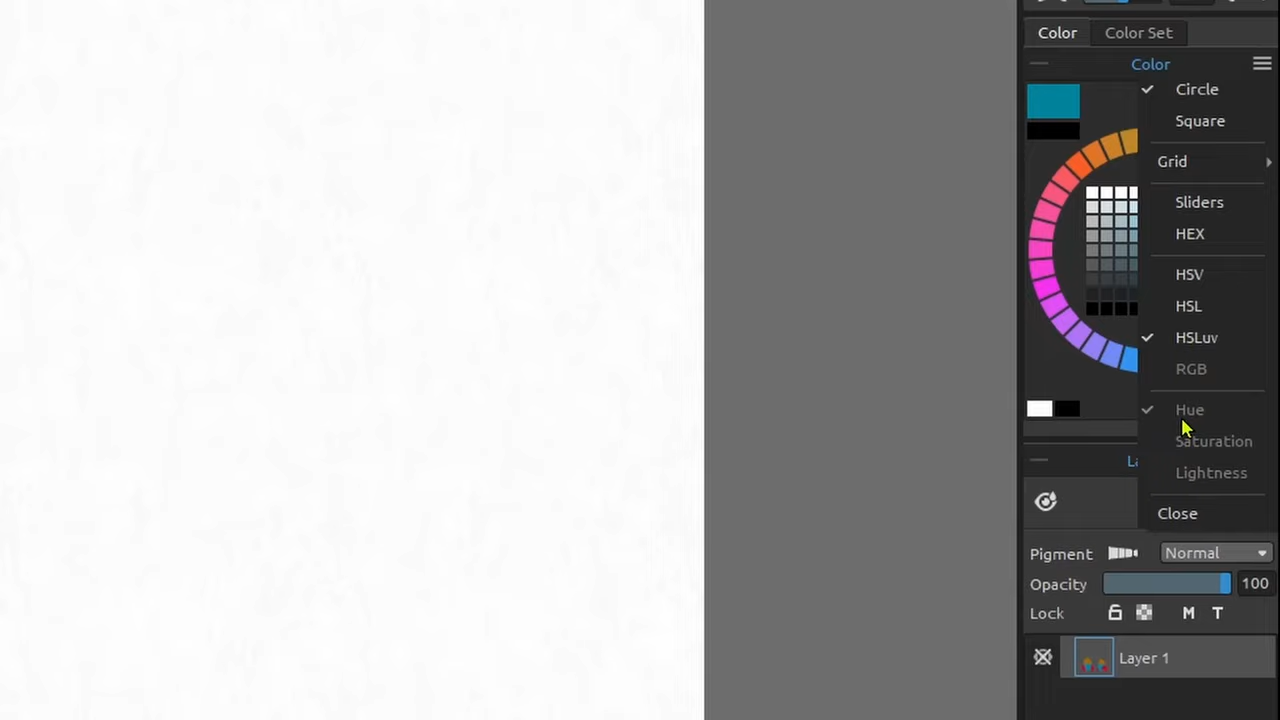 Color
Color Set
Color
Circle
Square
Grid
Sliders
HEX
HSV
HSL
HSLuv
RGB
Hue
Saturation
Lightness
Close
Pigment
Normal
Opacity
100
Lock
M T
Layer 1